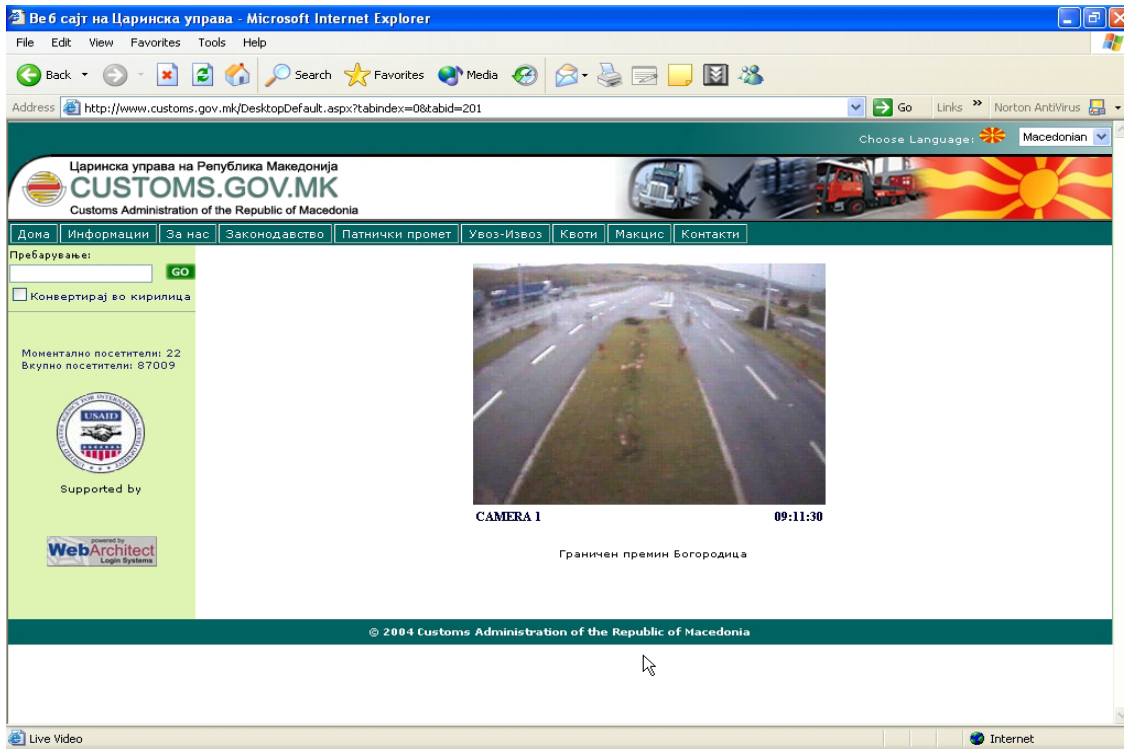 Веб сајт на Царинска управа - Microsoft Internet Explorer
File Edit View Favorites Tools Help
Back Search Favorites Media
Address http://www.customs.gov.mk/DesktopDefault.aspx?tabindex=0&tabid=201 Go Links » Norton AntiVirus
Choose Language: Macedonian
Царинска управа на Република Македонија
CUSTOMS.GOV.MK
Customs Administration of the Republic of Macedonia
Дома Информации За нас Законодавство Патнички промет Увоз-Извоз Квоти Макцис Контакти
Пребарување:
GO
Конвертирај во кирилица
Моментално посетители: 22
Вкупно посетители: 87009
USAID
Supported by
powered by
WebArchitect
Login Systems
CAMERA 1 09:11:30
Граничен премин Богородица
© 2004 Customs Administration of the Republic of Macedonia
Live Video Internet